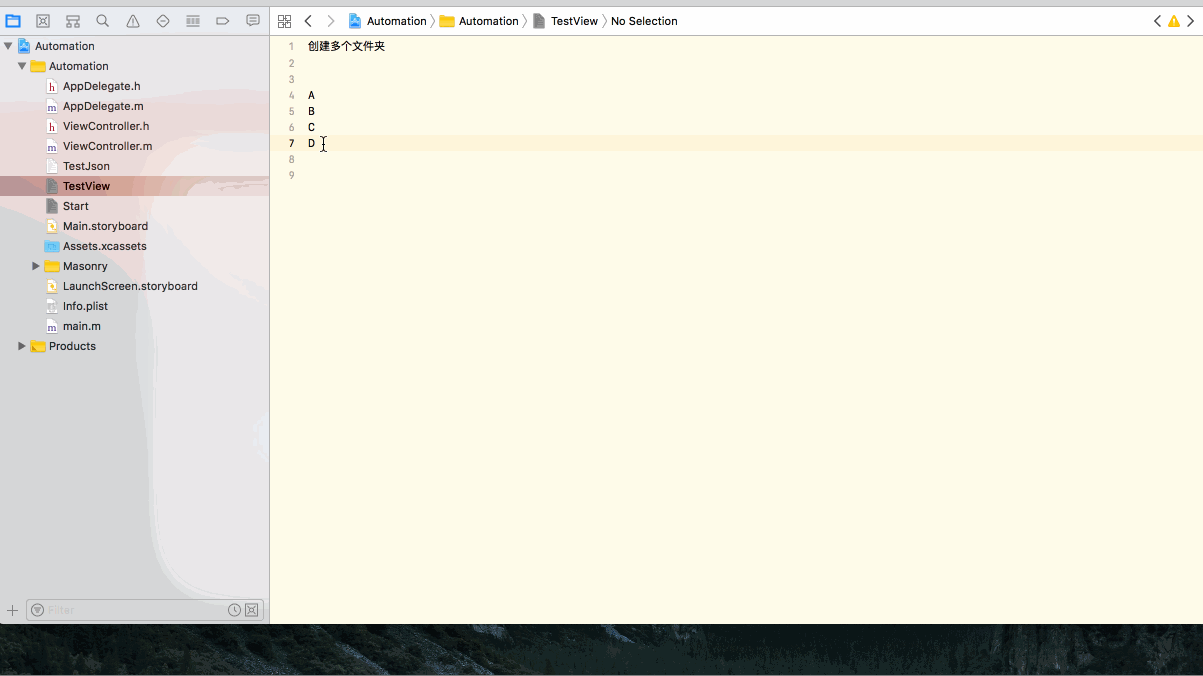 Automation Automation TestView No Selection
Automation
Automation
AppDelegate.h
AppDelegate.m
ViewController.h
ViewController.m
TestJson
TestView
Start
Main.storyboard
Assets.xcassets
Masonry
LaunchScreen.storyboard
Info.plist
main.m
Products
Filter
1 创建多个文件夹
2
3
4 A
5 B
6 C
7 D
8
9